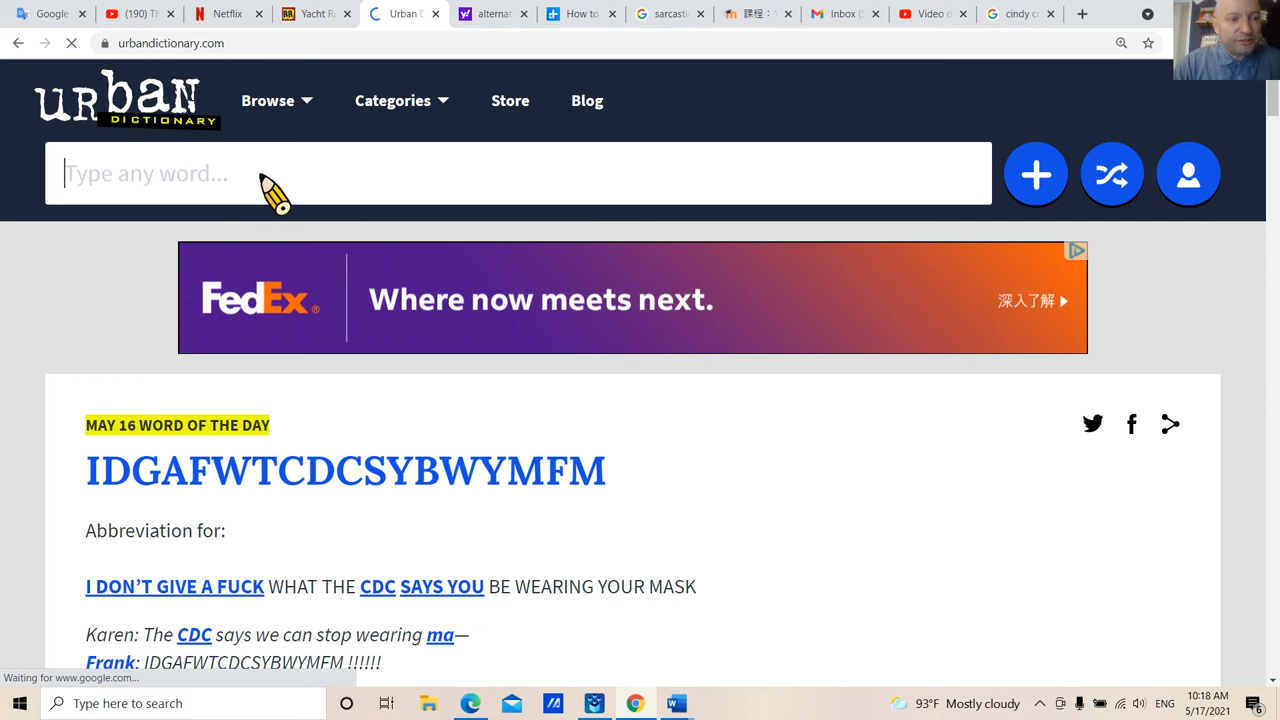 Google
(190) Th
Netflix
Yacht Ro
Urban D
alterna
How to
sarcasti
課程：
Inbox (
Video c
cindy c
urbandictionary.com
urban
DICTIONARY
Browse
Categories
Store
Blog
Type any word...
FedEx®
Where now meets next.
深入了解
MAY 16 WORD OF THE DAY
IDGAFWTCDCSYBWYMFM
Abbreviation for:
I DON'T GIVE A FUCK WHAT THE CDC SAYS YOU BE WEARING YOUR MASK
Karen: The CDC says we can stop wearing ma—
Frank: IDGAFWTCDCSYBWYMFM !!!!!!
Waiting for www.google.com...
Type here to search
93°F Mostly cloudy
ENG
10:18 AM
5/17/2021
6